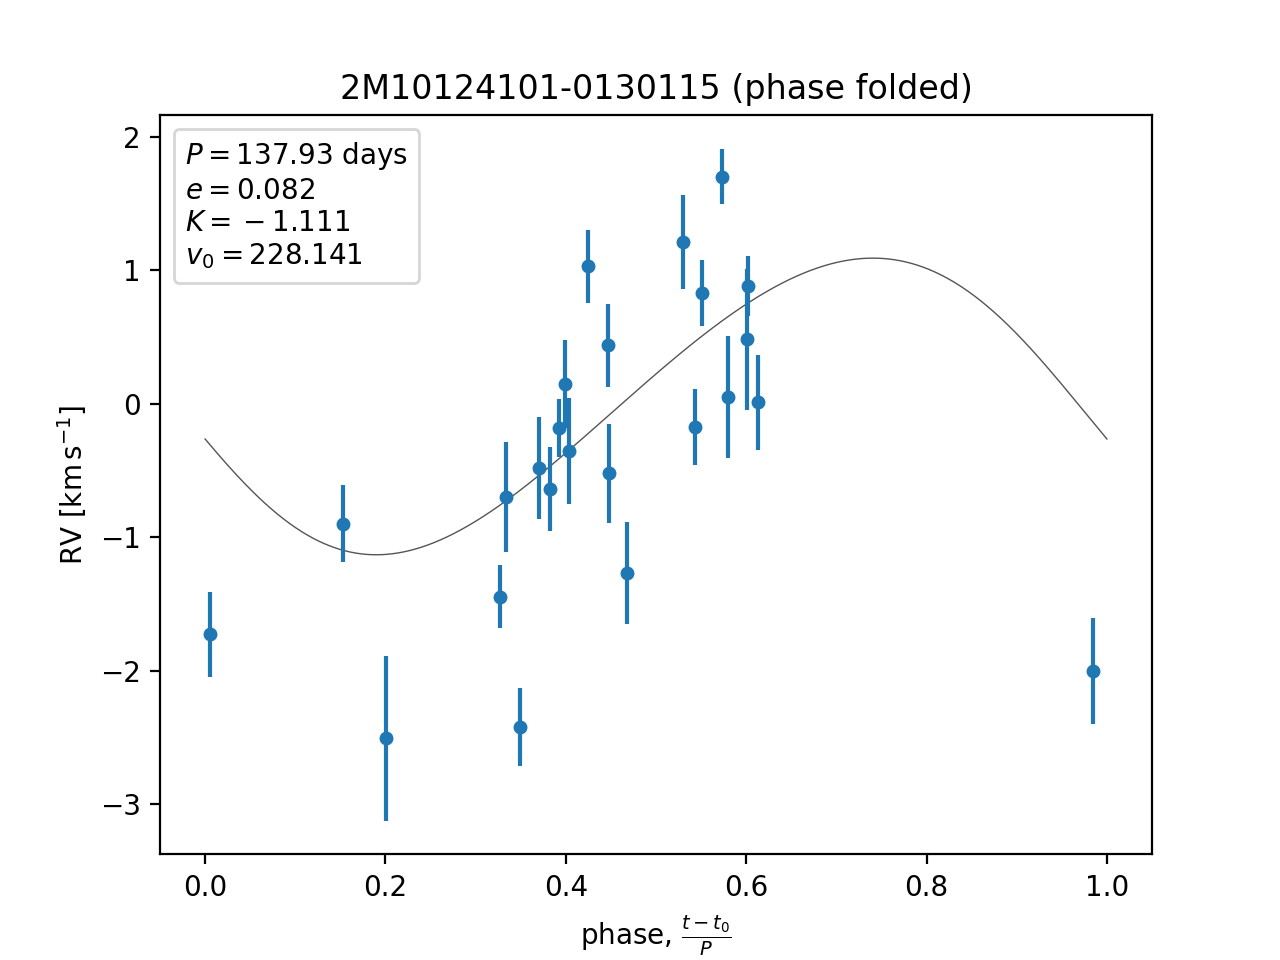 2M10124101-0130115 (phase folded)
P = 137.93 days
e = 0.082
K = −1.111
v₀ = 228.141
2
1
0
−1
−2
−3
RV [km s⁻¹]
0.0 0.2 0.4 0.6 0.8 1.0
phase, (t − t₀)/P